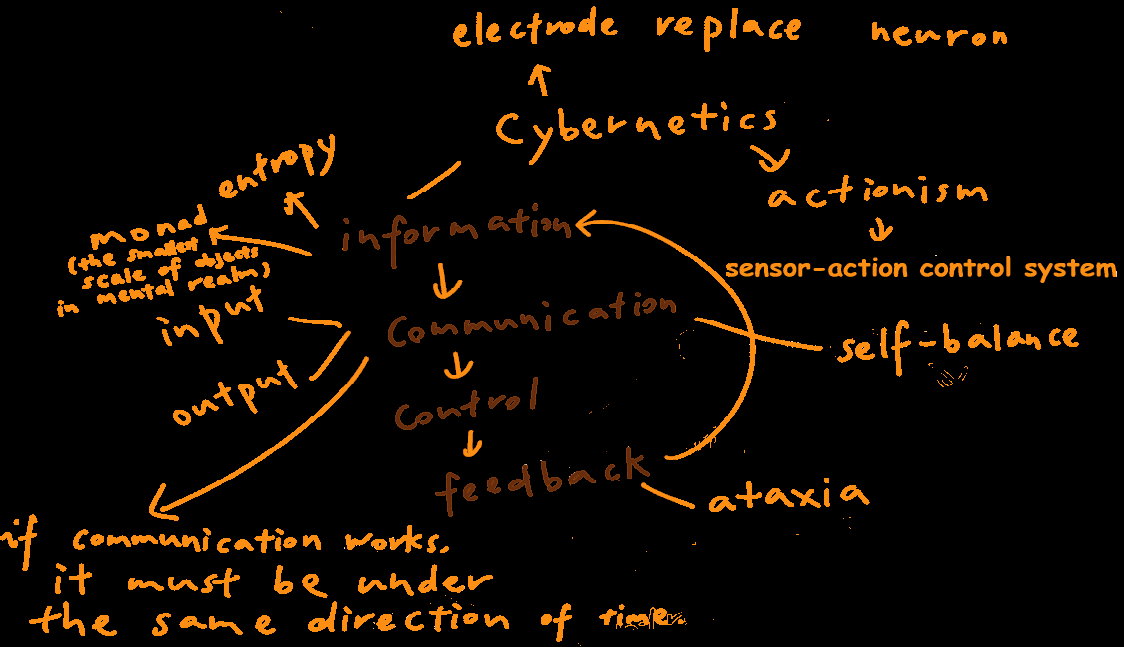 electrode replace neuron
Cybernetics
entropy
actionism
monad
information
(the smallest
scale of objects
in mental realm)
sensor-action control system
input
communication
self-balance
output
control
feedback
ataxia
if communication works.
it must be under
the same direction of time.